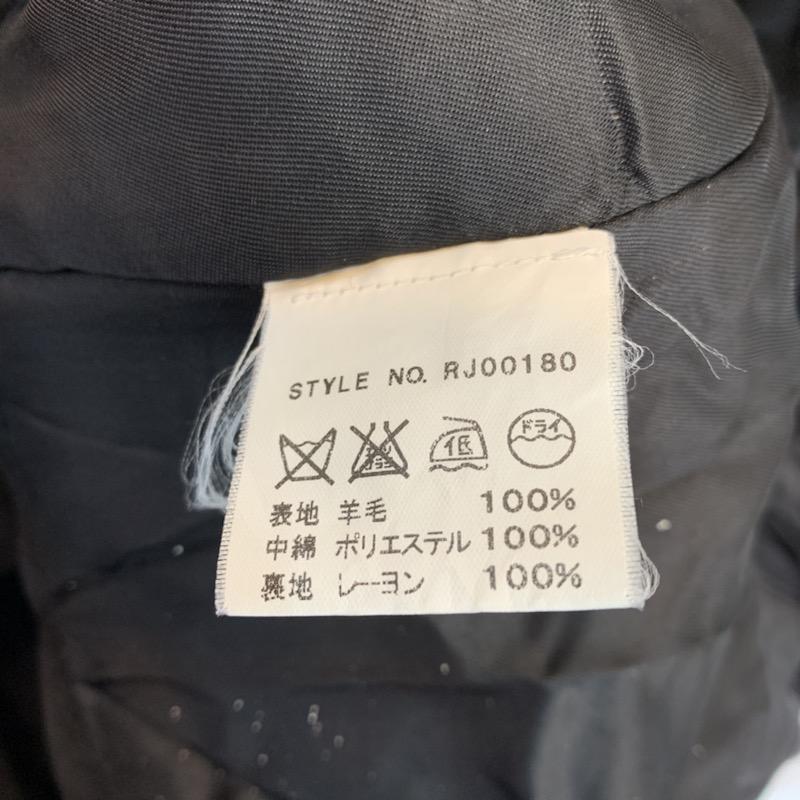 STYLE NO. RJ00180
低 ドライ
表地 羊毛 100%
中綿 ポリエステル 100%
裏地 レーヨン 100%